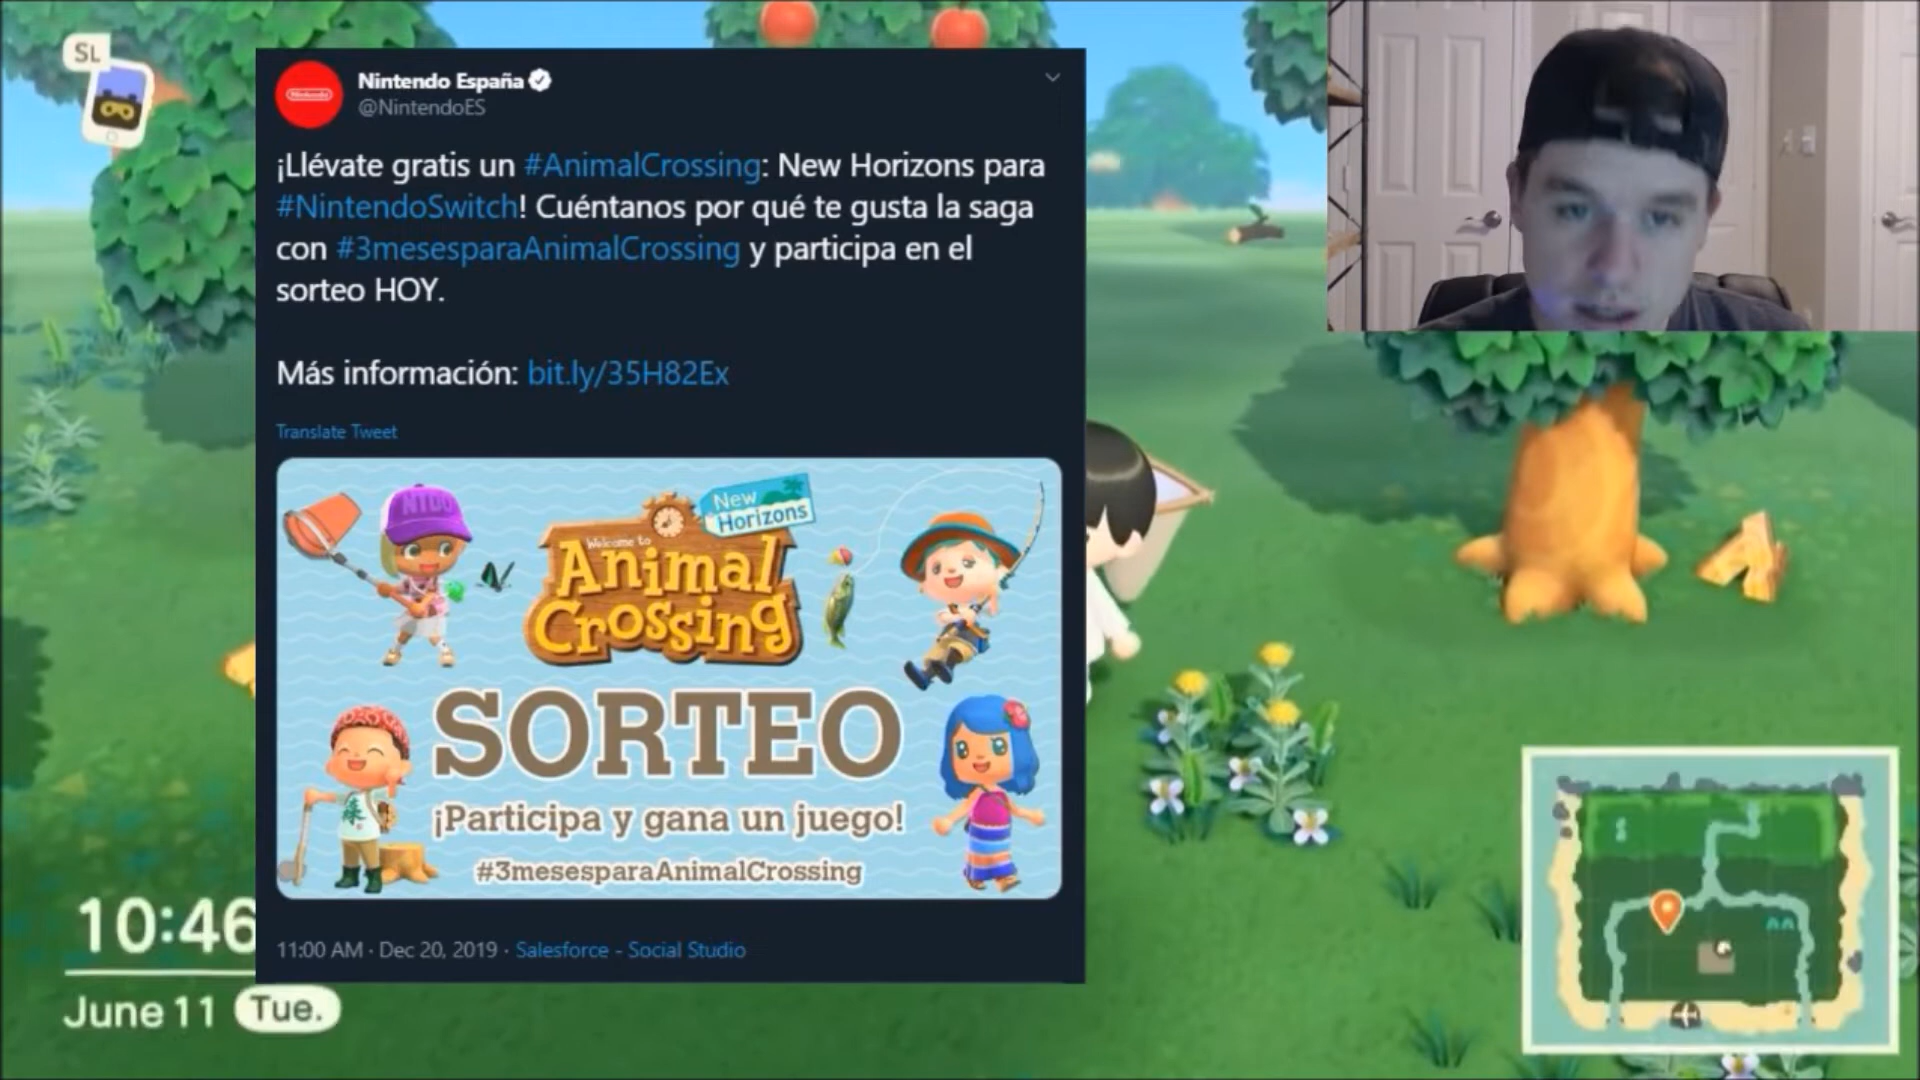 SL
Nintendo España
@NintendoES
¡Llévate gratis un #AnimalCrossing: New Horizons para
#NintendoSwitch! Cuéntanos por qué te gusta la saga
con #3mesesparaAnimalCrossing y participa en el
sorteo HOY.
Más información: bit.ly/35H82Ex
Translate Tweet
Nintendo
NTDO
New
Horizons
Welcome to
Animal
Crossing
SORTEO
¡Participa y gana un juego!
#3mesesparaAnimalCrossing
11:00 AM · Dec 20, 2019 · Salesforce - Social Studio
10:46
June 11 Tue.